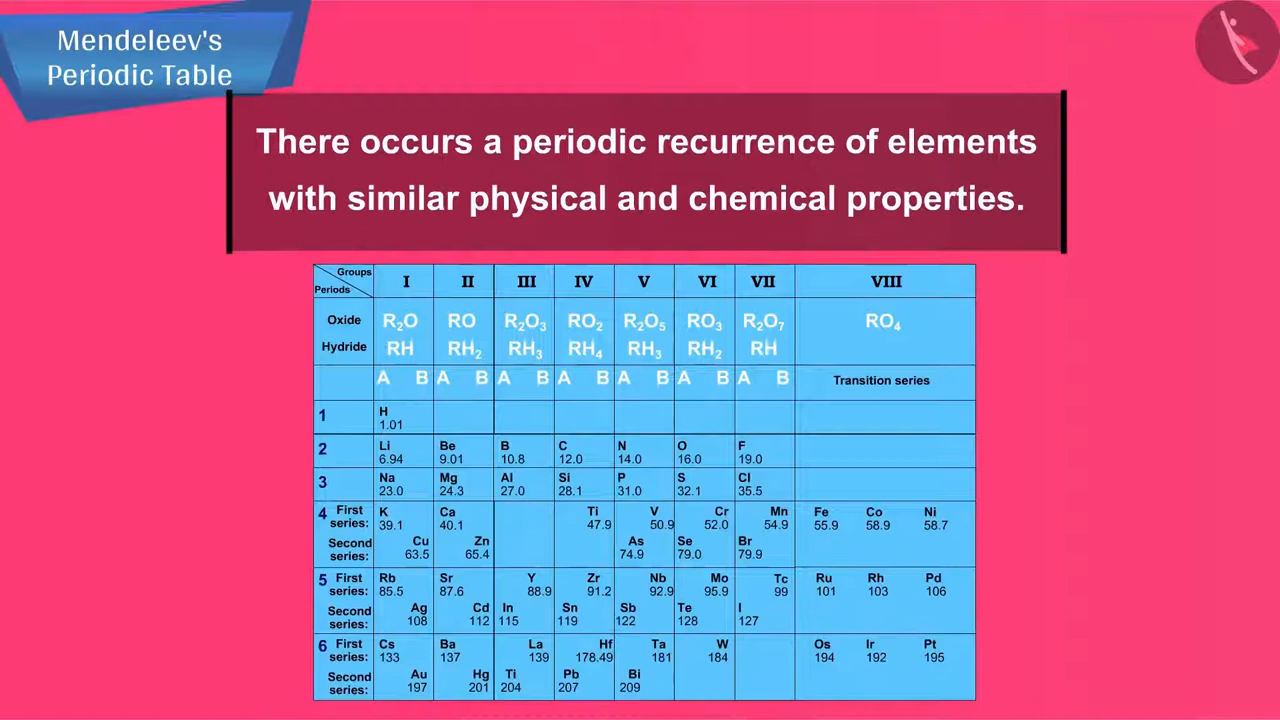 Mendeleev's
Periodic Table
There occurs a periodic recurrence of elements
with similar physical and chemical properties.
Groups
Periods
I II III IV V VI VII VIII
Oxide R₂O RO R₂O₃ RO₂ R₂O₅ RO₃ R₂O₇ RO₄
Hydride RH RH₂ RH₃ RH₄ RH₃ RH₂ RH
A B A B A B A B A B A B A B Transition series
1 H
1.01
2 Li Be B C N O F
6.94 9.01 10.8 12.0 14.0 16.0 19.0
3 Na Mg Al Si P S Cl
23.0 24.3 27.0 28.1 31.0 32.1 35.5
4 First K Ca Ti V Cr Mn Fe Co Ni
series: 39.1 40.1 47.9 50.9 52.0 54.9 55.9 58.9 58.7
Second Cu Zn As Se Br
series: 63.5 65.4 74.9 79.0 79.9
5 First Rb Sr Y Zr Nb Mo Tc Ru Rh Pd
series: 85.5 87.6 88.9 91.2 92.9 95.9 99 101 103 106
Second Ag Cd In Sn Sb Te I
series: 108 112 115 119 122 128 127
6 First Cs Ba La Hf Ta W Os Ir Pt
series: 133 137 139 178.49 181 184 194 192 195
Second Au Hg Ti Pb Bi
series: 197 201 204 207 209